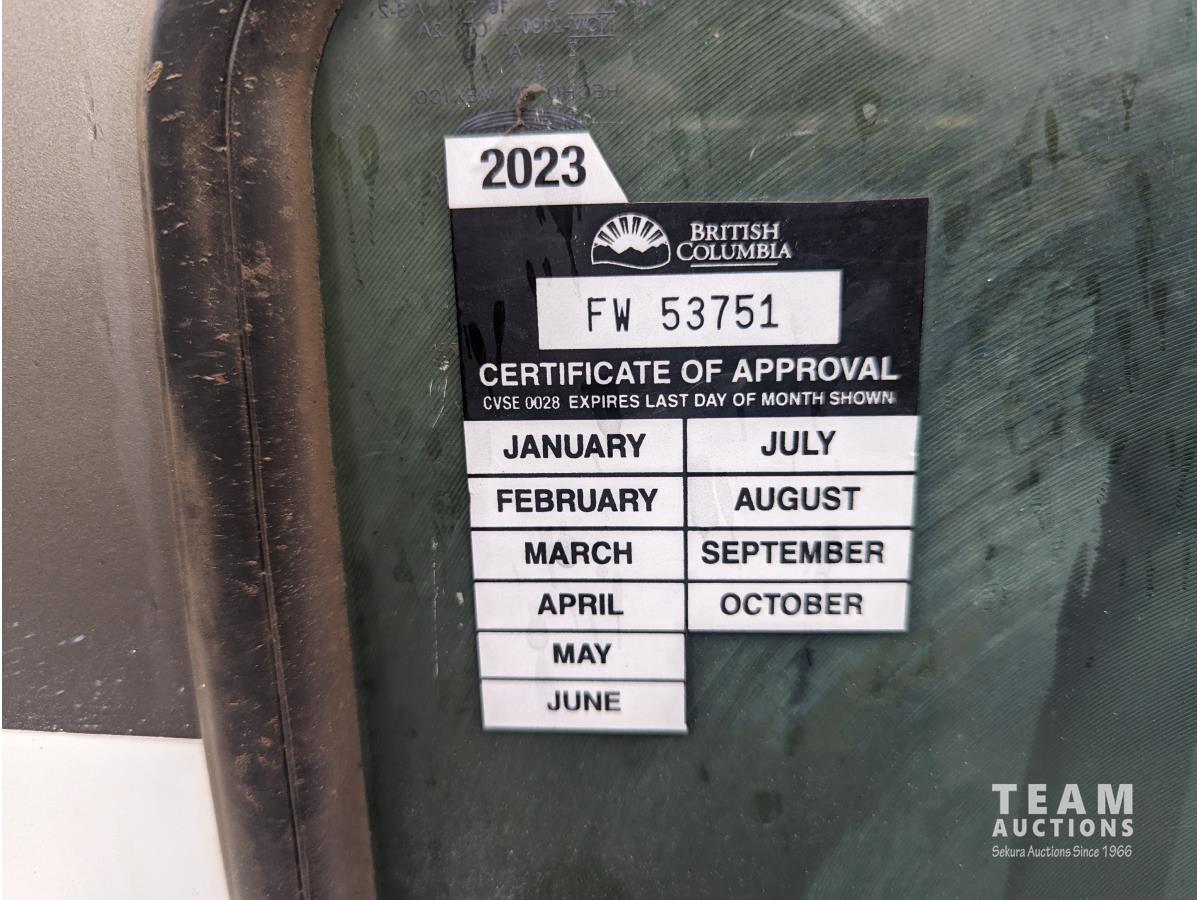 2023
BRITISH
COLUMBIA
FW 53751
CERTIFICATE OF APPROVAL
CVSE 0028 EXPIRES LAST DAY OF MONTH SHOWN
JANUARY JULY
FEBRUARY AUGUST
MARCH SEPTEMBER
APRIL OCTOBER
MAY
JUNE
TEAM
AUCTIONS
Sekura Auctions Since 1966